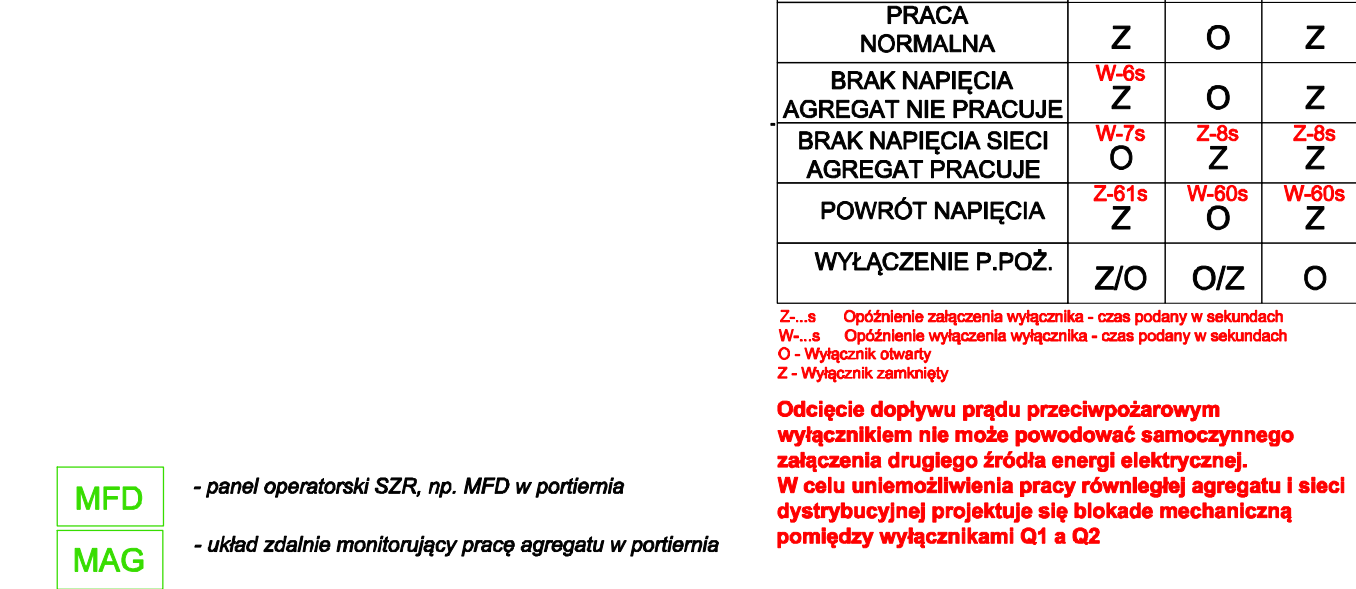 PRACA
NORMALNA Z O Z
W-6s
BRAK NAPIĘCIA
AGREGAT NIE PRACUJE Z O Z
W-7s Z-8s Z-8s
BRAK NAPIĘCIA SIECI
AGREGAT PRACUJE O Z Z
Z-61s W-60s W-60s
POWRÓT NAPIĘCIA Z O Z
WYŁĄCZENIE P.POŻ. Z/O O/Z O
Z-...s Opóźnienie załączenia wyłącznika - czas podany w sekundach
W-...s Opóźnienie wyłączenia wyłącznika - czas podany w sekundach
O - Wyłącznik otwarty
Z - Wyłącznik zamknięty
Odcięcie dopływu prądu przeciwpożarowym
wyłącznikiem nie może powodować samoczynnego
załączenia drugiego źródła energi elektrycznej.
W celu uniemożliwienia pracy równległej agregatu i sieci
dystrybucyjnej projektuje się blokade mechaniczną
pomiędzy wyłącznikami Q1 a Q2
MFD - panel operatorski SZR, np. MFD w portiernia
MAG - układ zdalnie monitorujący pracę agregatu w portiernia